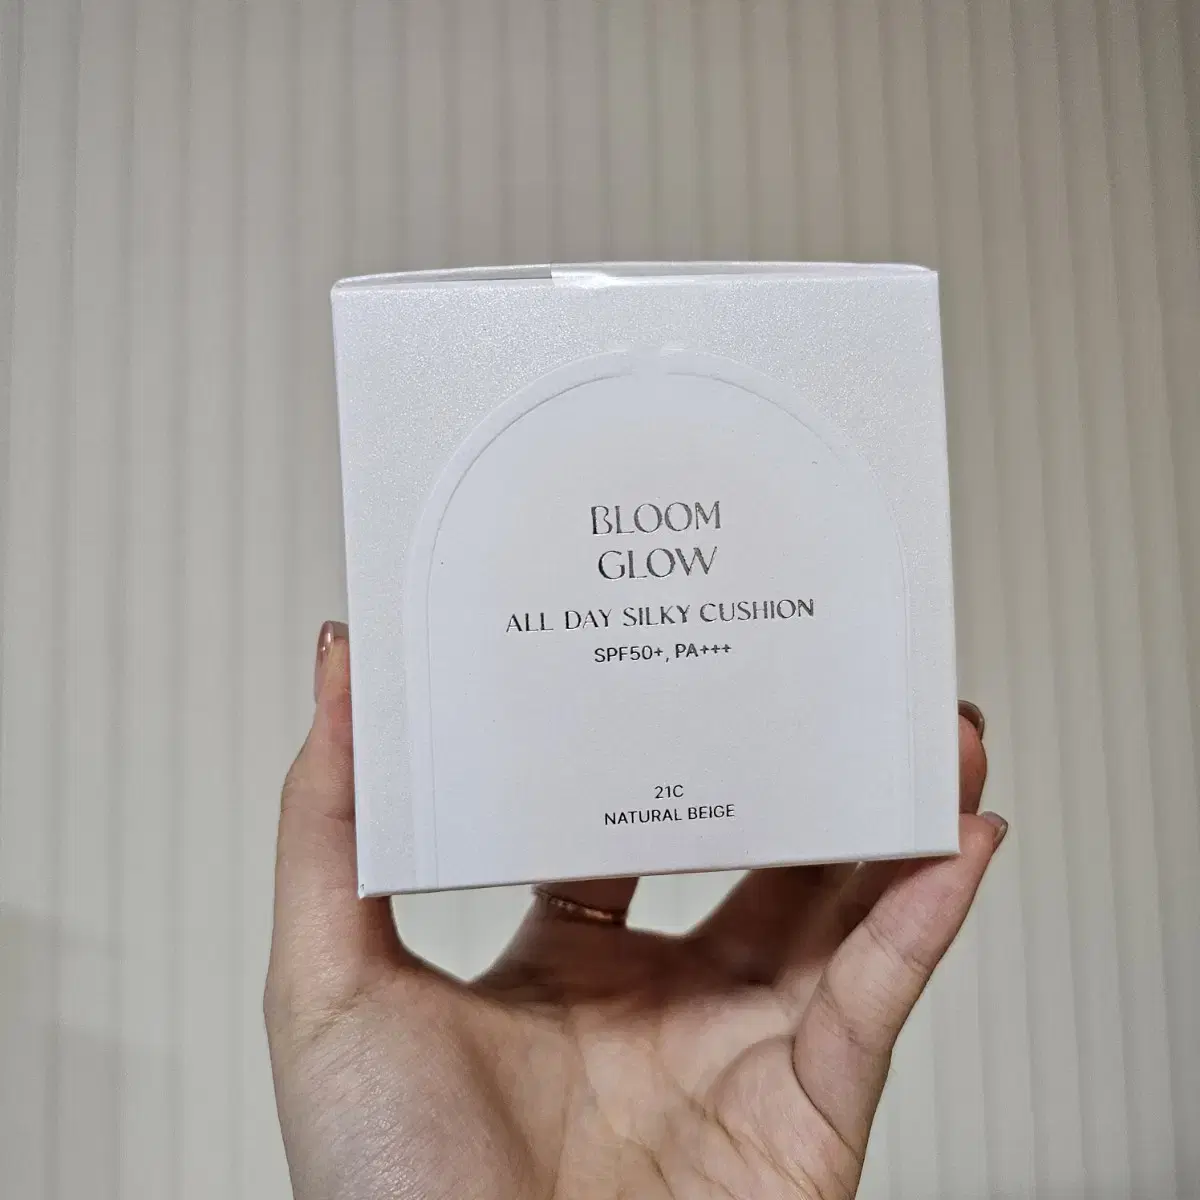 BLOOM
GLOW
ALL DAY SILKY CUSHION
SPF50+, PA+++
21C
NATURAL BEIGE